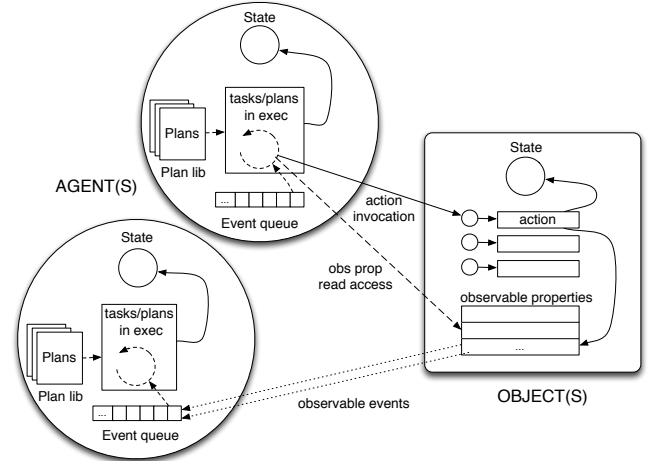 State
tasks/plans
in exec
Plans
Plan lib
...
Event queue
AGENT(S)
action
invocation
obs prop
read access
State
action
observable properties
...
OBJECT(S)
State
tasks/plans
in exec
Plans
Plan lib
...
Event queue
observable events